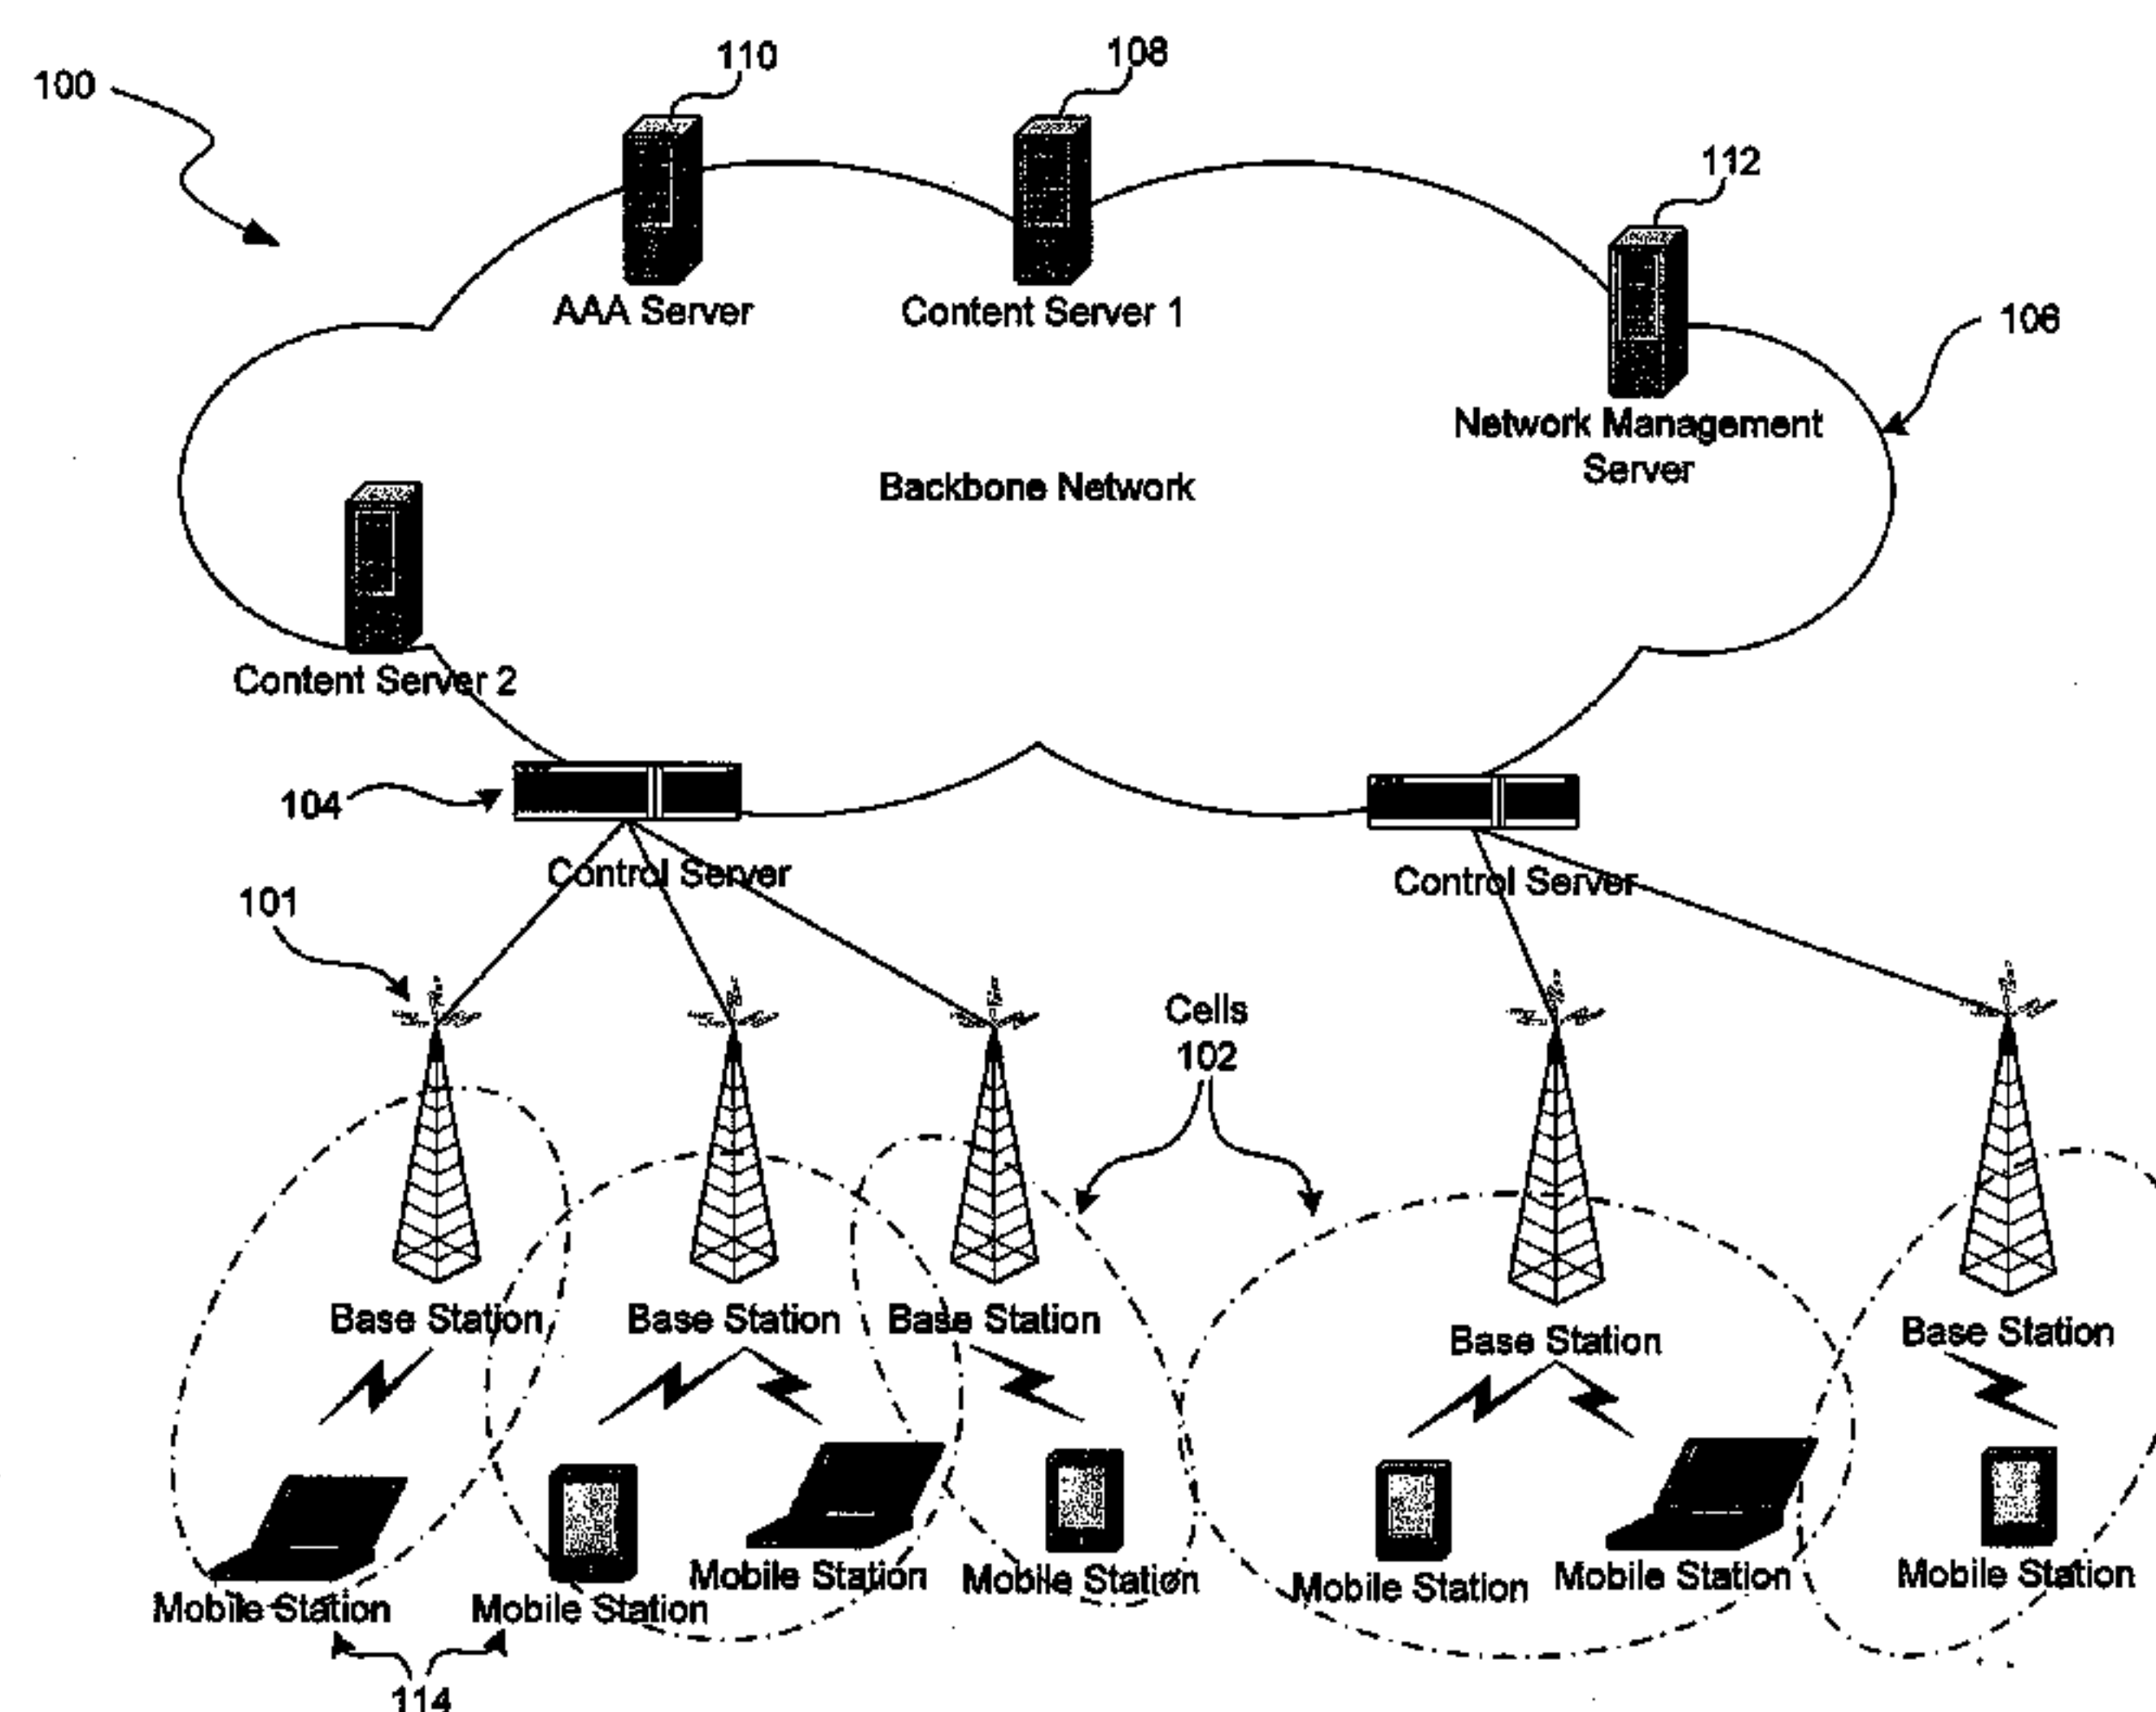 110
108
100
112
AAA Server
Content Server 1
106
Network Management
Server
Backbone Network
Content Server 2
104
Control Server
Control Server
101
Cells
102
Base Station
Base Station
Base Station
Base Station
Base Station
Mobile Station
Mobile Station
Mobile Station
Mobile Station
Mobile Station
Mobile Station
Mobile Station
114